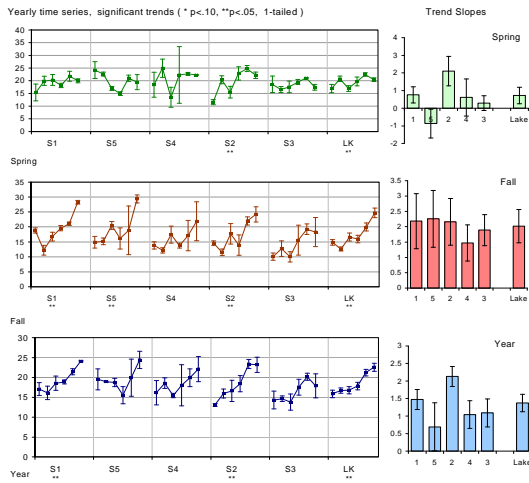 Yearly time series, significant trends ( * p<.10, **p<.05, 1-tailed )
Trend Slopes
40
35
30
25
20
15
10
5
0
S1 S5 S4 S2 S3 LK
** **
Spring
Spring
4
3
2
1
0
-1
-2
1 5 2 4 3 Lake
35
30
25
20
15
10
5
0
S1 S5 S4 S2 S3 LK
** ** ** **
Fall
Fall
3.5
3
2.5
2
1.5
1
0.5
0
1 5 2 4 3 Lake
30
25
20
15
10
5
0
S1 S5 S4 S2 S3 LK
** ** **
Year
Year
3
2.5
2
1.5
1
0.5
0
1 5 2 4 3 Lake